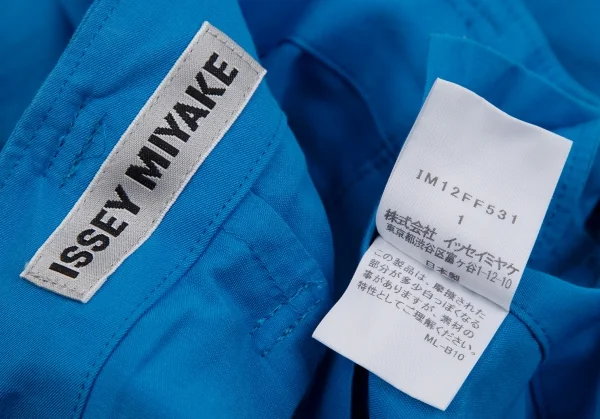 ISSEY MIYAKE
IM12FF531
1
株式会社 イッセイミヤケ
東京都渋谷区富ヶ谷1-12-10
日本製
この製品は、摩擦された
部分が多少白っぽくなる
事がありますが、素材の
特性としてご理解ください。
ML-B10